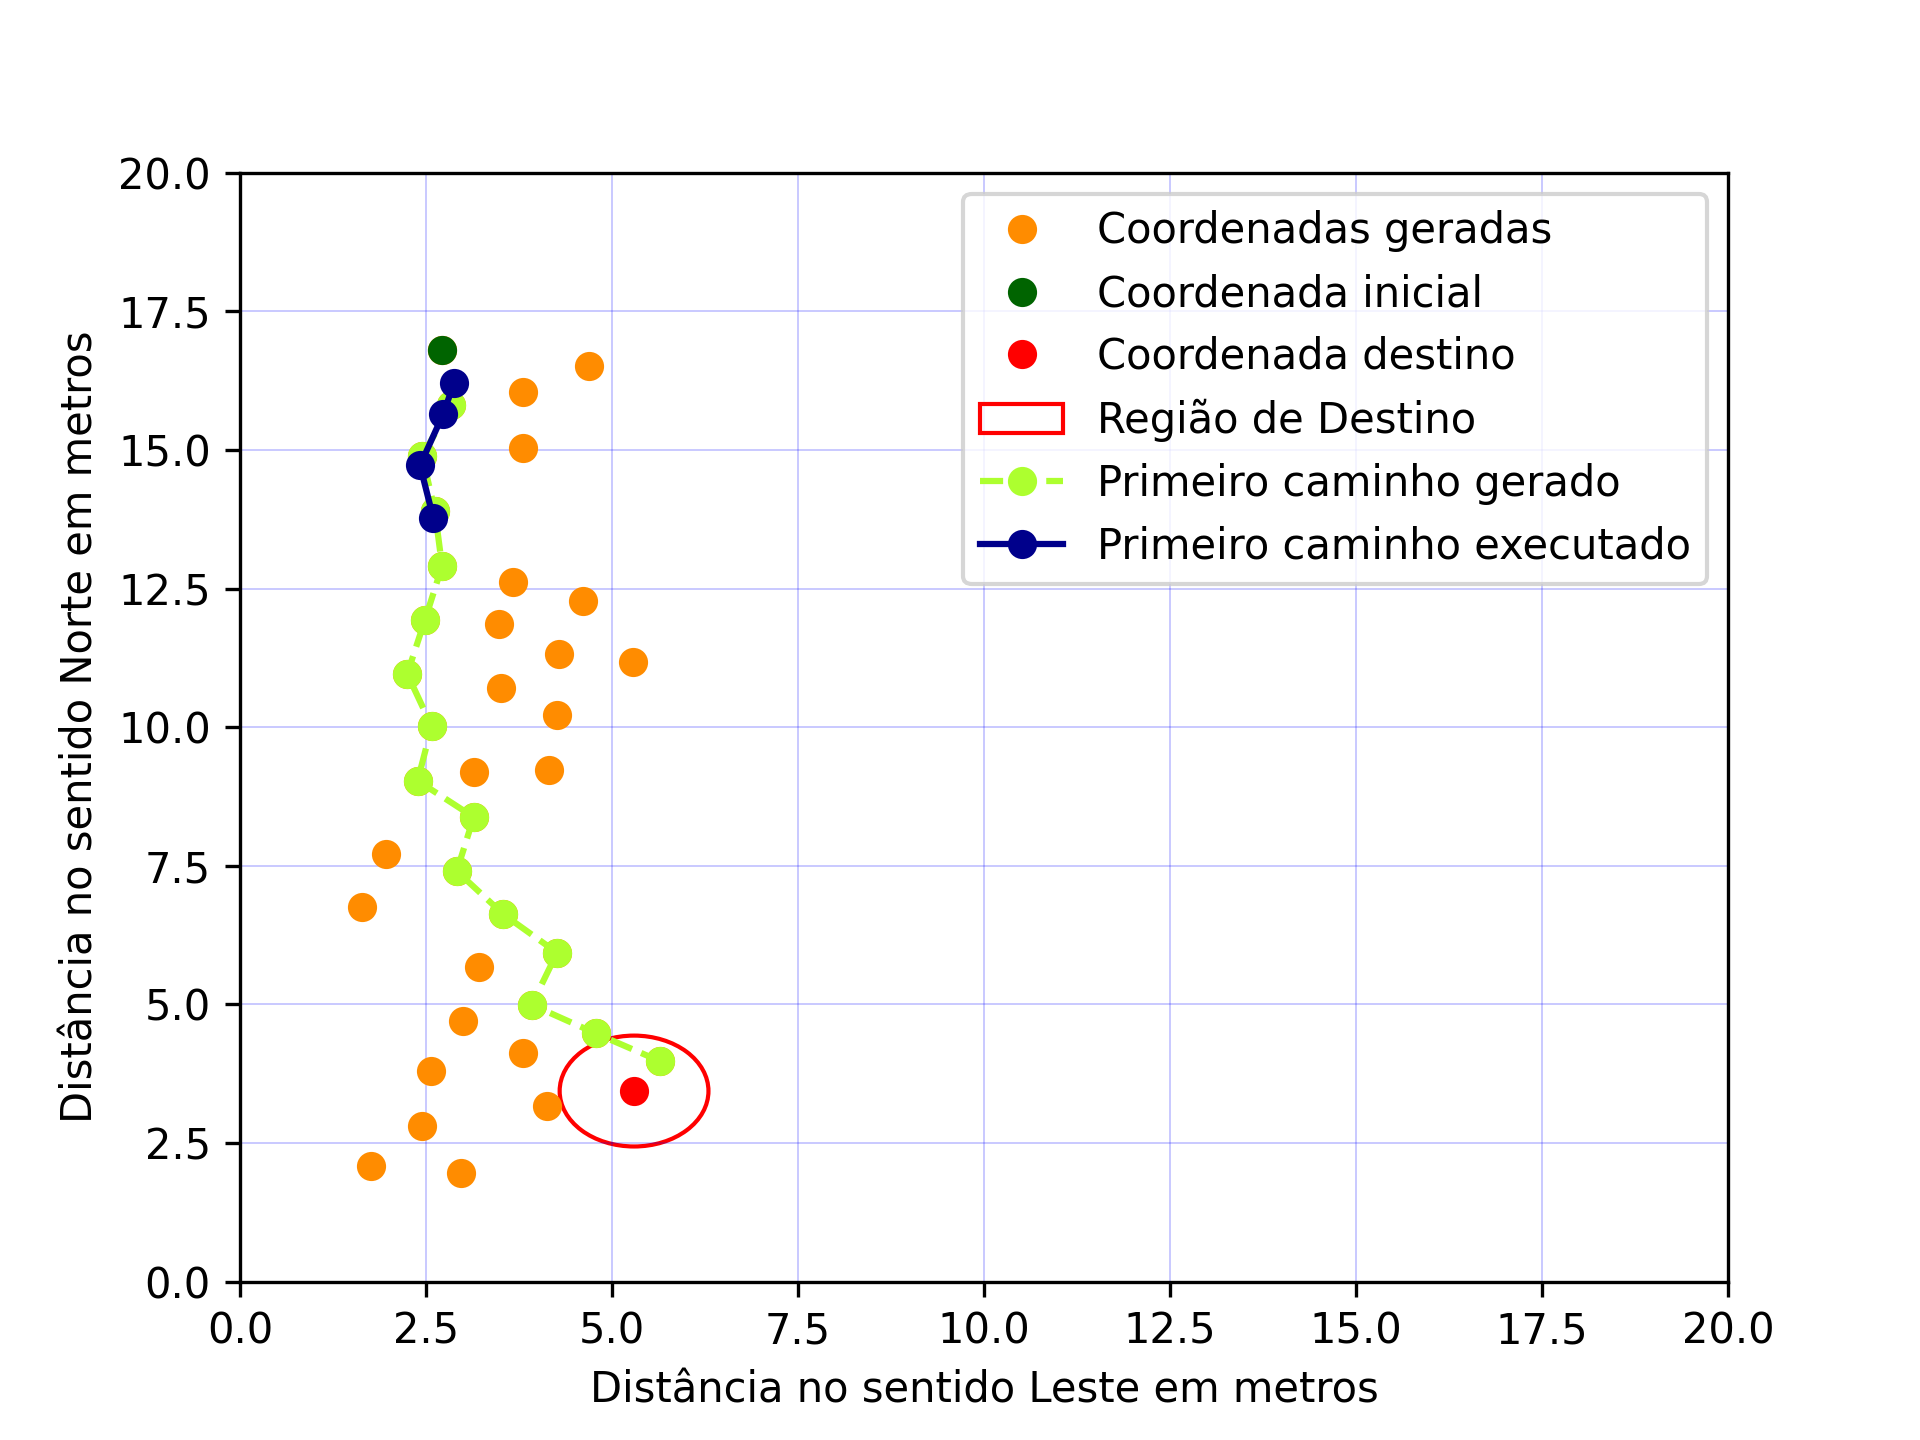 20.0
17.5
15.0
12.5
10.0
7.5
5.0
2.5
0.0
Distância no sentido Norte em metros
Coordenadas geradas
Coordenada inicial
Coordenada destino
Região de Destino
Primeiro caminho gerado
Primeiro caminho executado
0.0 2.5 5.0 7.5 10.0 12.5 15.0 17.5 20.0
Distância no sentido Leste em metros